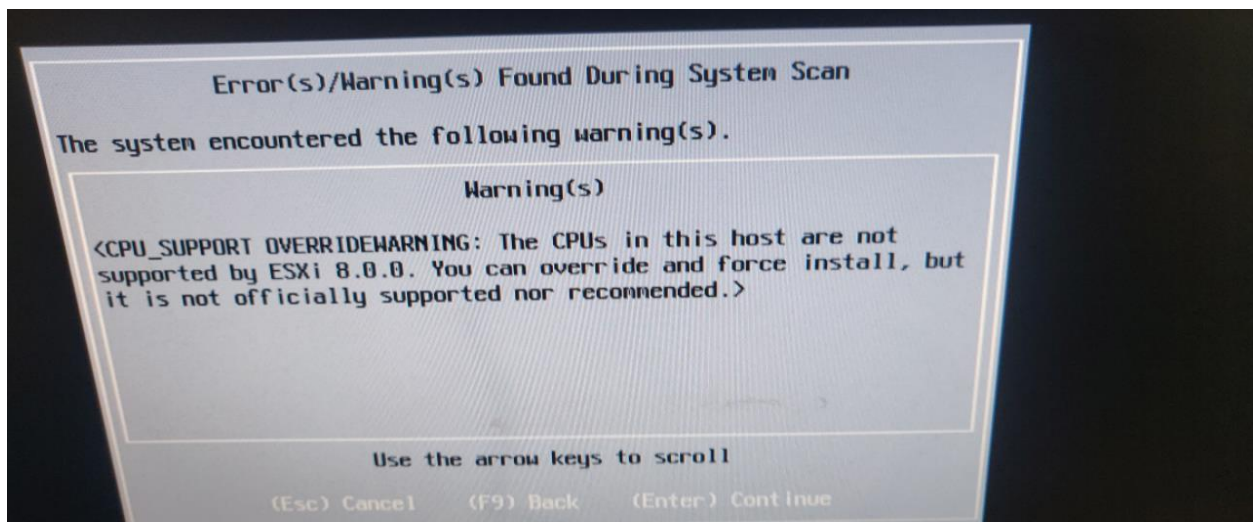 Error(s)/Warning(s) Found During System Scan
The system encountered the following warning(s).
Warning(s)
<CPU_SUPPORT OVERRIDEWARNING: The CPUs in this host are not
supported by ESXi 8.0.0. You can override and force install, but
it is not officially supported nor recommended.>
Use the arrow keys to scroll
(Esc) Cancel (F9) Back (Enter) Continue